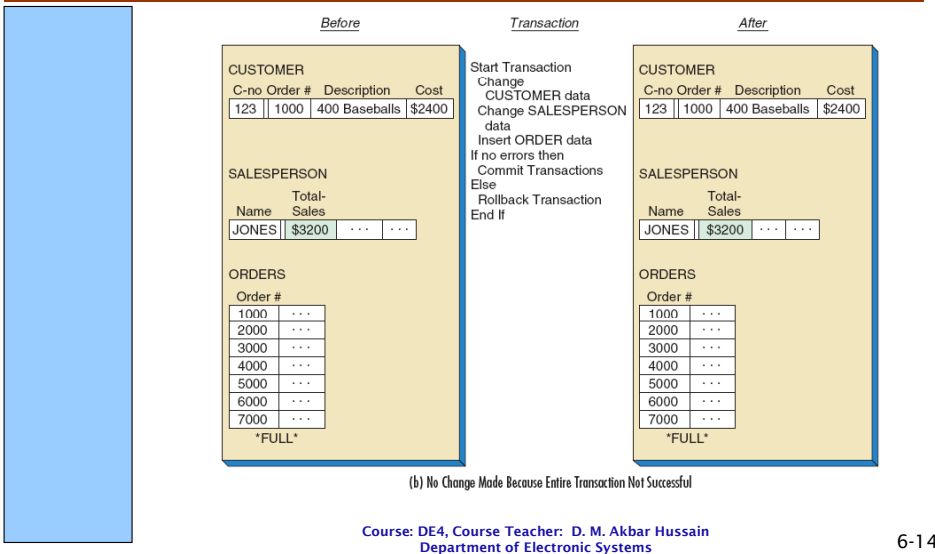 Before
Transaction
After
CUSTOMER
C-no Order # Description Cost
123 1000 400 Baseballs $2400
SALESPERSON
Total-
Name Sales
JONES $3200 · · · · · ·
ORDERS
Order #
1000 · · ·
2000 · · ·
3000 · · ·
4000 · · ·
5000 · · ·
6000 · · ·
7000 · · ·
*FULL*
Start Transaction
Change
CUSTOMER data
Change SALESPERSON
data
Insert ORDER data
If no errors then
Commit Transactions
Else
Rollback Transaction
End If
CUSTOMER
C-no Order # Description Cost
123 1000 400 Baseballs $2400
SALESPERSON
Total-
Name Sales
JONES $3200 · · · · · ·
ORDERS
Order #
1000 · · ·
2000 · · ·
3000 · · ·
4000 · · ·
5000 · · ·
6000 · · ·
7000 · · ·
*FULL*
(b) No Change Made Because Entire Transaction Not Successful
Course: DE4, Course Teacher: D. M. Akbar Hussain
Department of Electronic Systems
6-14